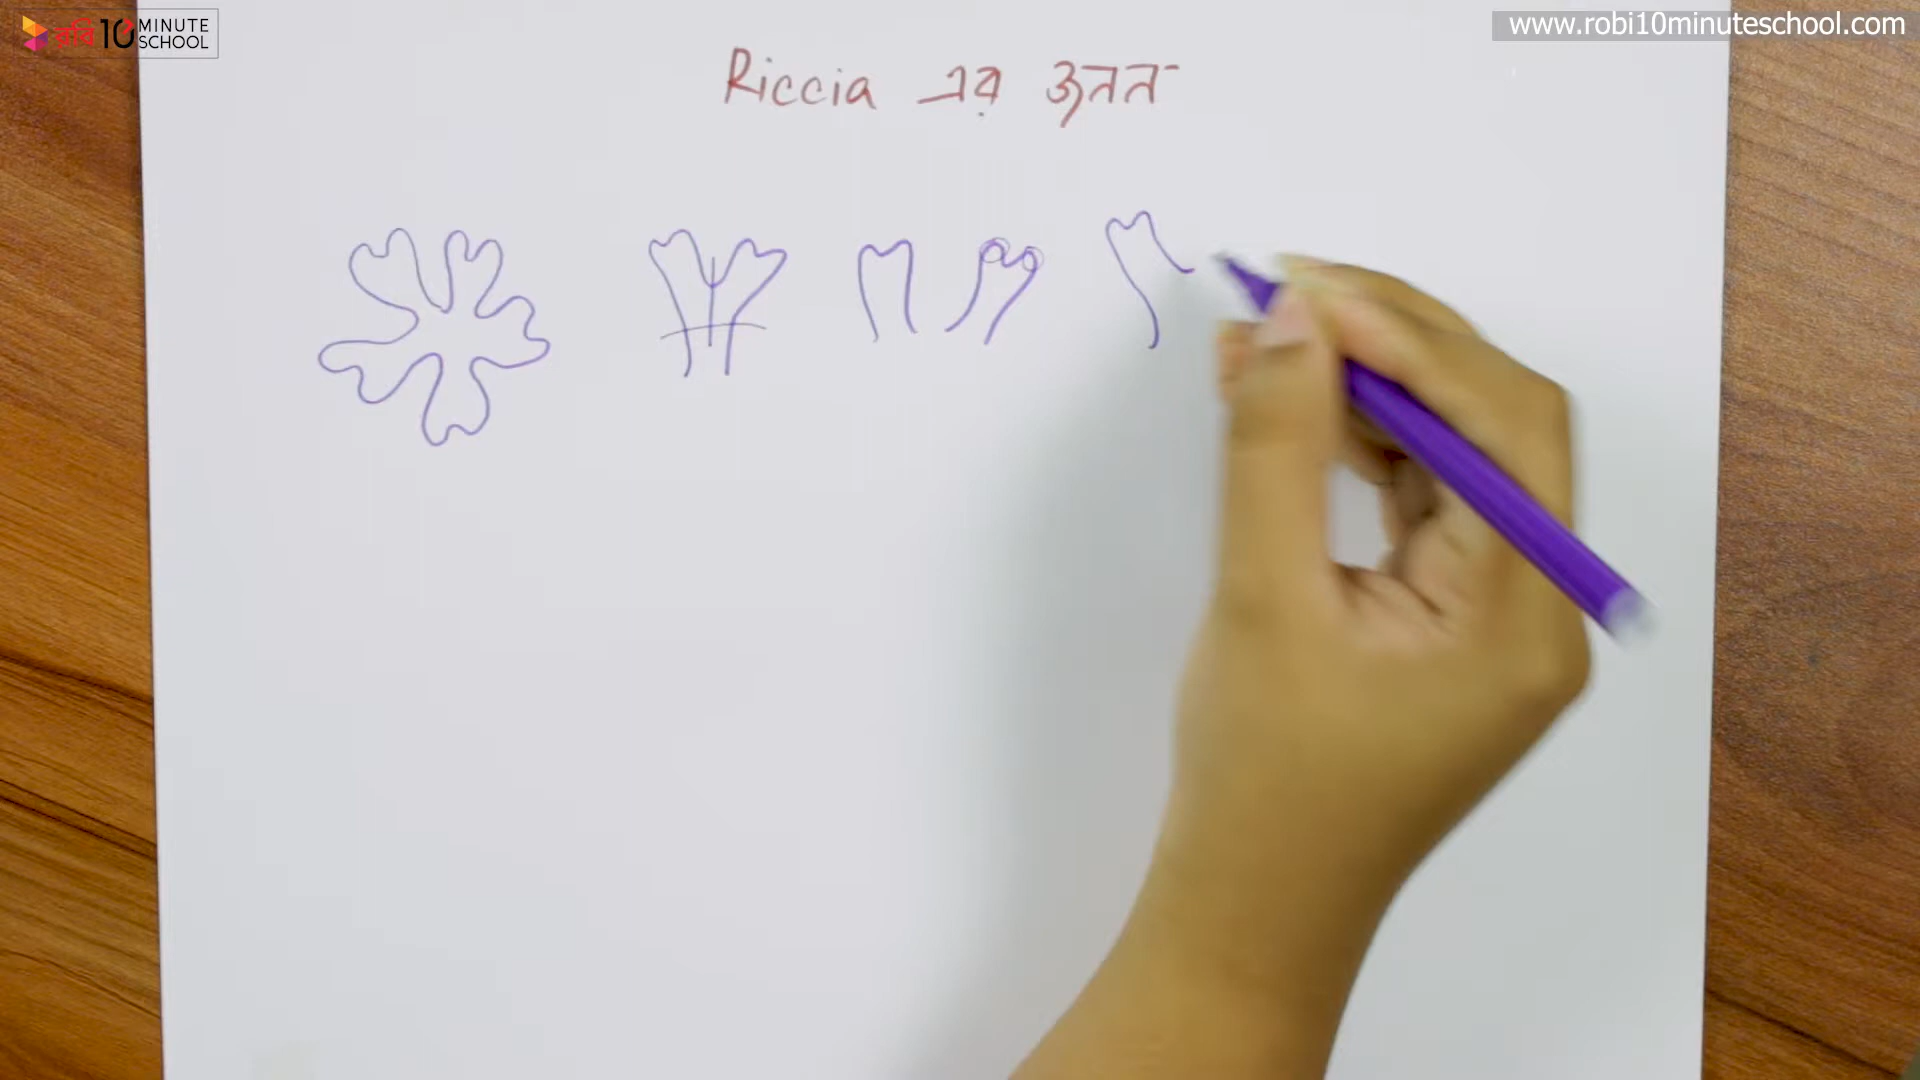 রবি 10 MINUTE SCHOOL
www.robi10minuteschool.com
Riccia এর জনন